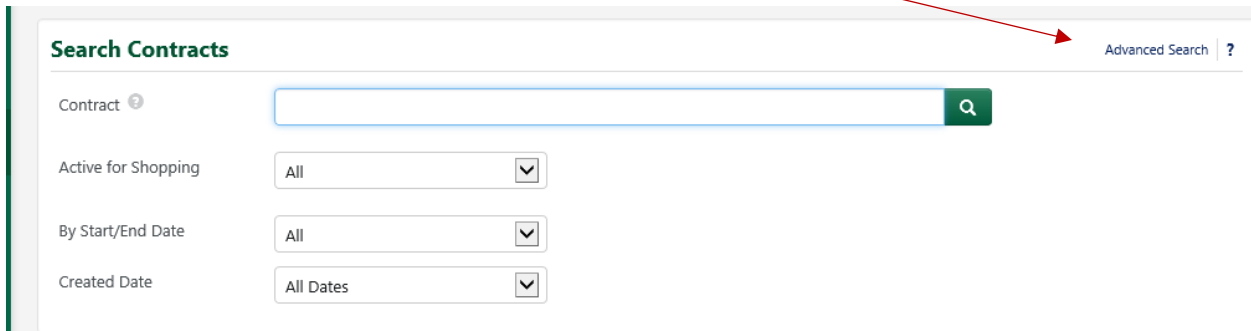 Search Contracts
Advanced Search ?
Contract ?
Active for Shopping All
By Start/End Date All
Created Date All Dates